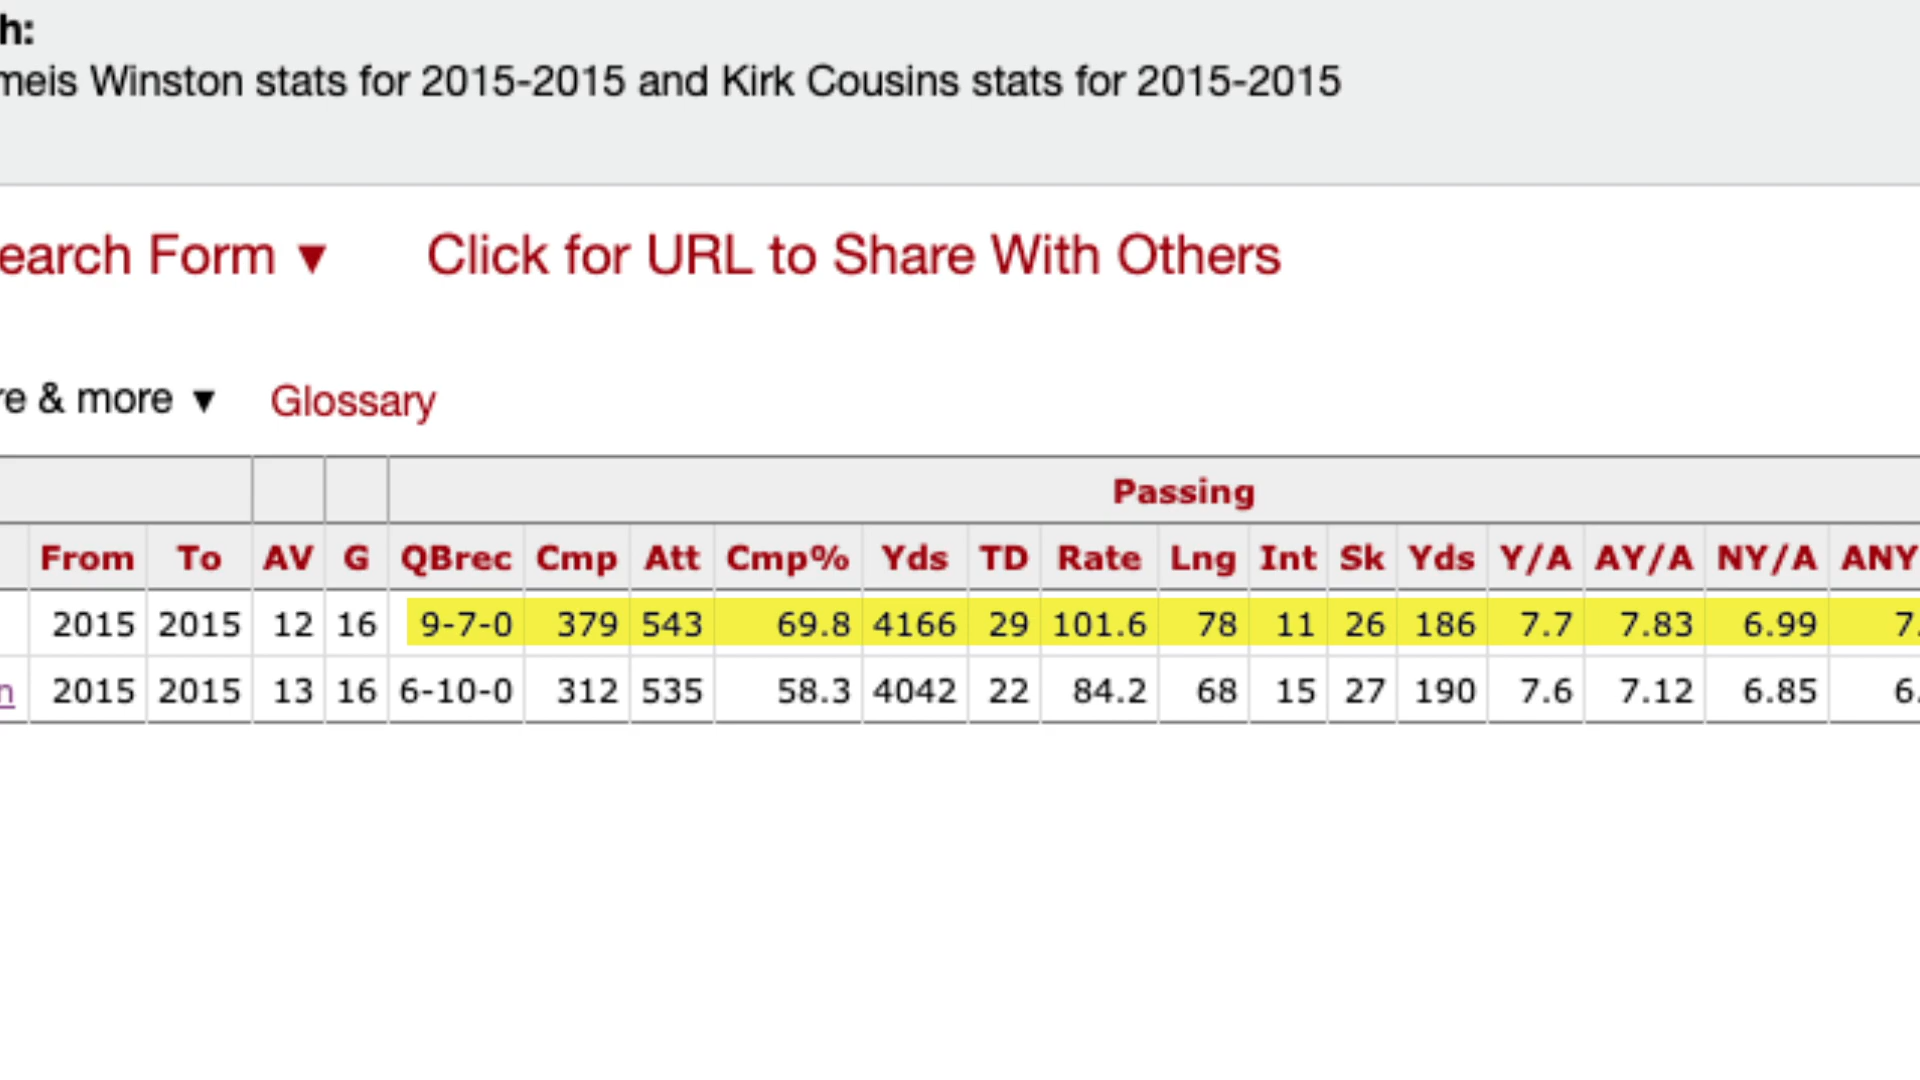 h:
meis Winston stats for 2015-2015 and Kirk Cousins stats for 2015-2015
earch Form ▼ Click for URL to Share With Others
re & more ▼ Glossary
Passing
From To AV G QBrec Cmp Att Cmp% Yds TD Rate Lng Int Sk Yds Y/A AY/A NY/A ANY
2015 2015 12 16 9-7-0 379 543 69.8 4166 29 101.6 78 11 26 186 7.7 7.83 6.99 7.
n 2015 2015 13 16 6-10-0 312 535 58.3 4042 22 84.2 68 15 27 190 7.6 7.12 6.85 6.